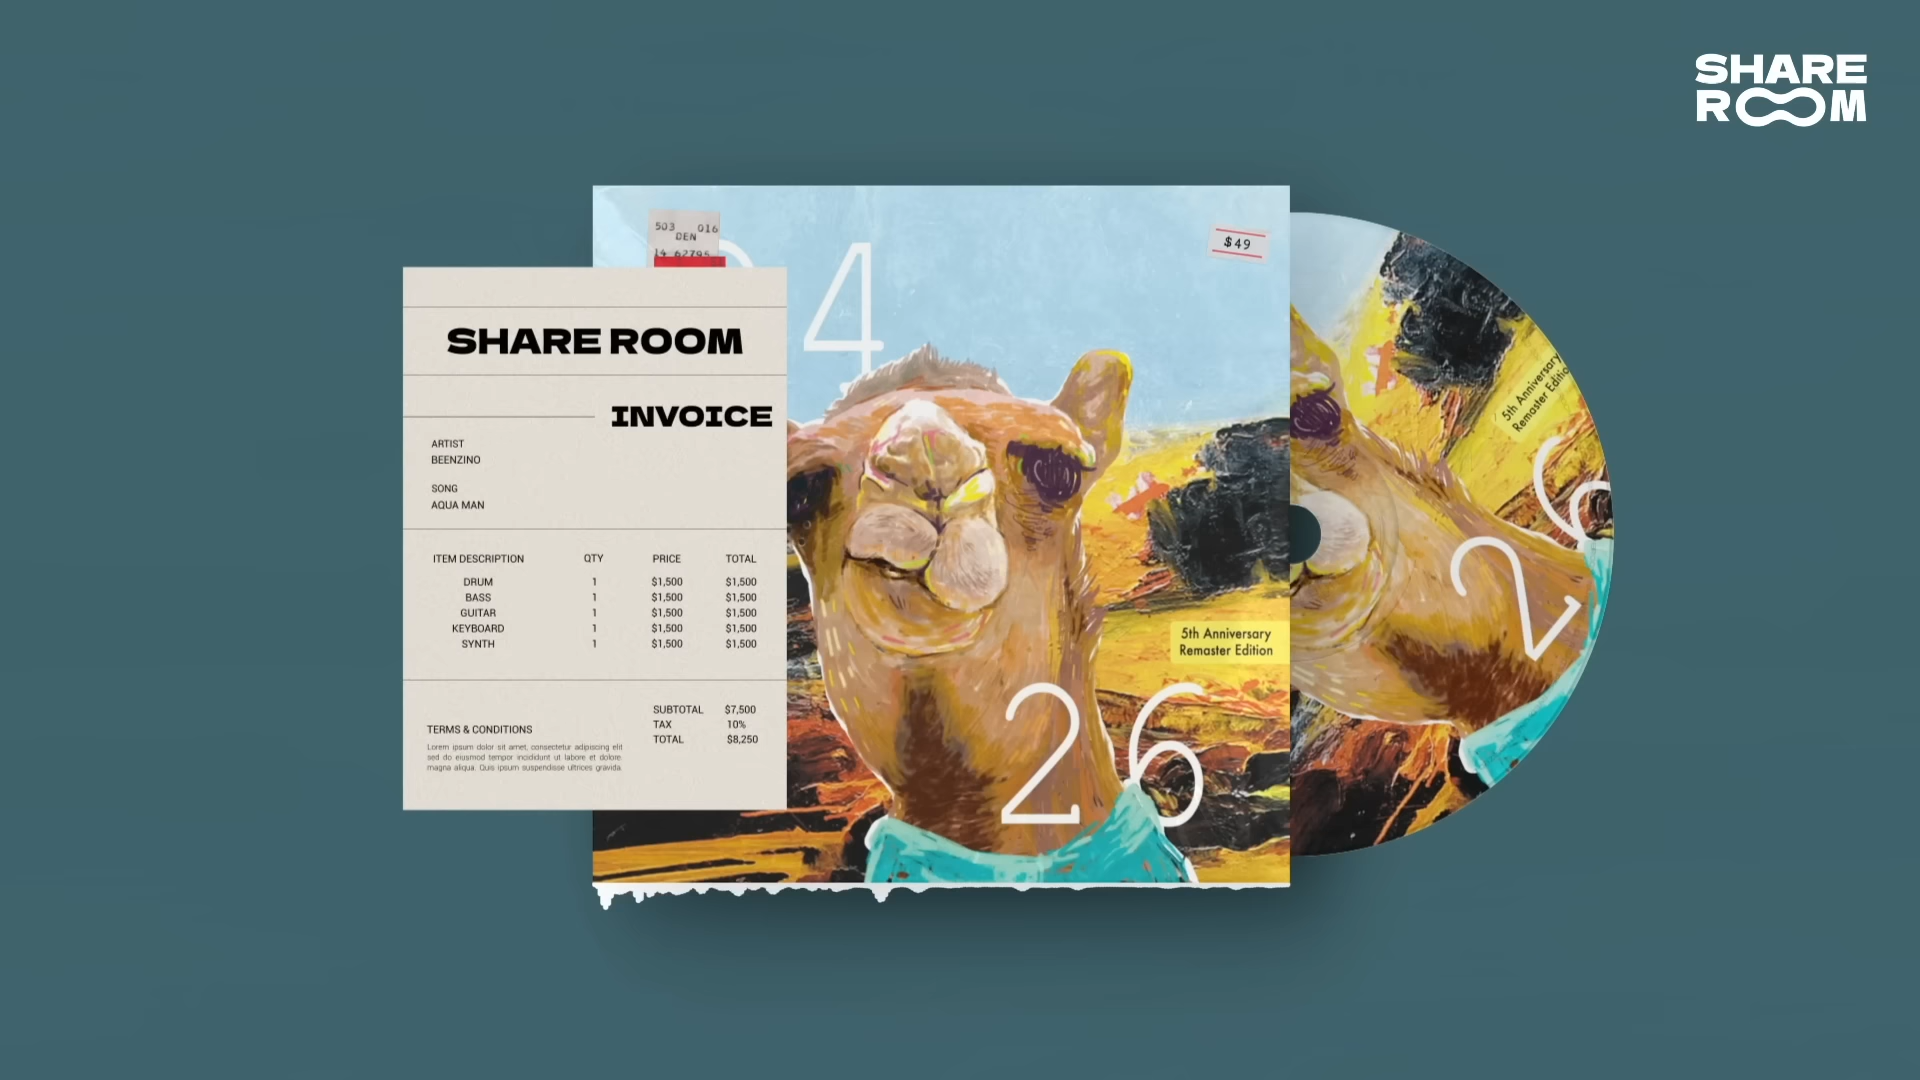 SHARE
ROOM
503 016
DEN
14 62795
$49
4
SHARE ROOM
INVOICE
ARTIST
BEENZINO
SONG
AQUA MAN
ITEM DESCRIPTION QTY PRICE TOTAL
DRUM 1 $1,500 $1,500
BASS 1 $1,500 $1,500
GUITAR 1 $1,500 $1,500
KEYBOARD 1 $1,500 $1,500
SYNTH 1 $1,500 $1,500
SUBTOTAL $7,500
TAX 10%
TOTAL $8,250
TERMS & CONDITIONS
Lorem ipsum dolor sit amet, consectetur adipiscing elit
sed do eiusmod tempor incididunt ut labore et dolore
magna aliqua. Quis ipsum suspendisse ultrices gravida.
5th Anniversary
Remaster Edition
26
5th Anniversary
Remaster Edition
26